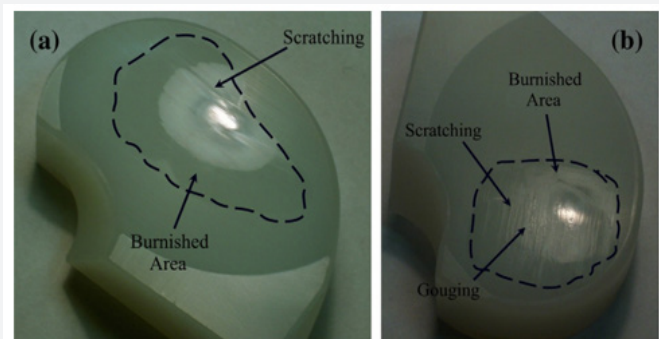 (a)
Scratching
Burnished
Area
(b)
Burnished
Area
Scratching
Gouging